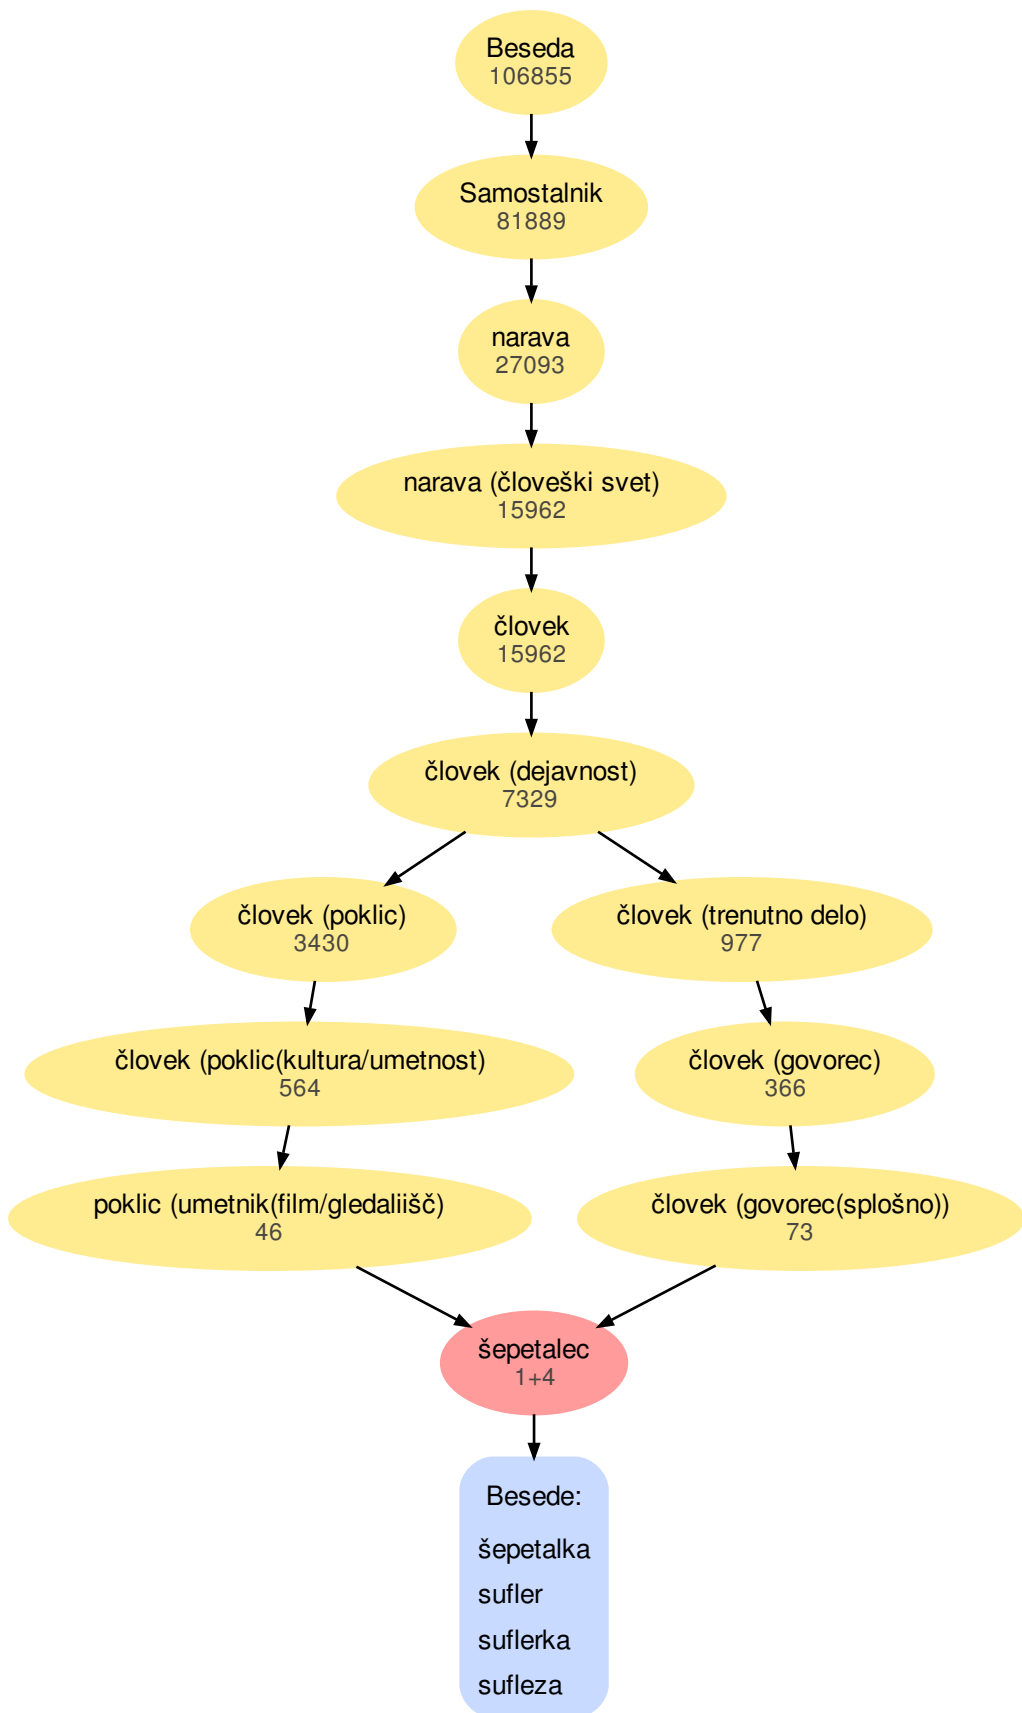 Beseda
106855
Samostalnik
81889
narava
27093
narava (človeški svet)
15962
človek
15962
človek (dejavnost)
7329
človek (poklic)
3430
človek (trenutno delo)
977
človek (poklic(kultura/umetnost)
564
človek (govorec)
366
poklic (umetnik(film/gledaliišč)
46
človek (govorec(splošno))
73
šepetalec
1+4
Besede:
šepetalka
sufler
suflerka
sufleza